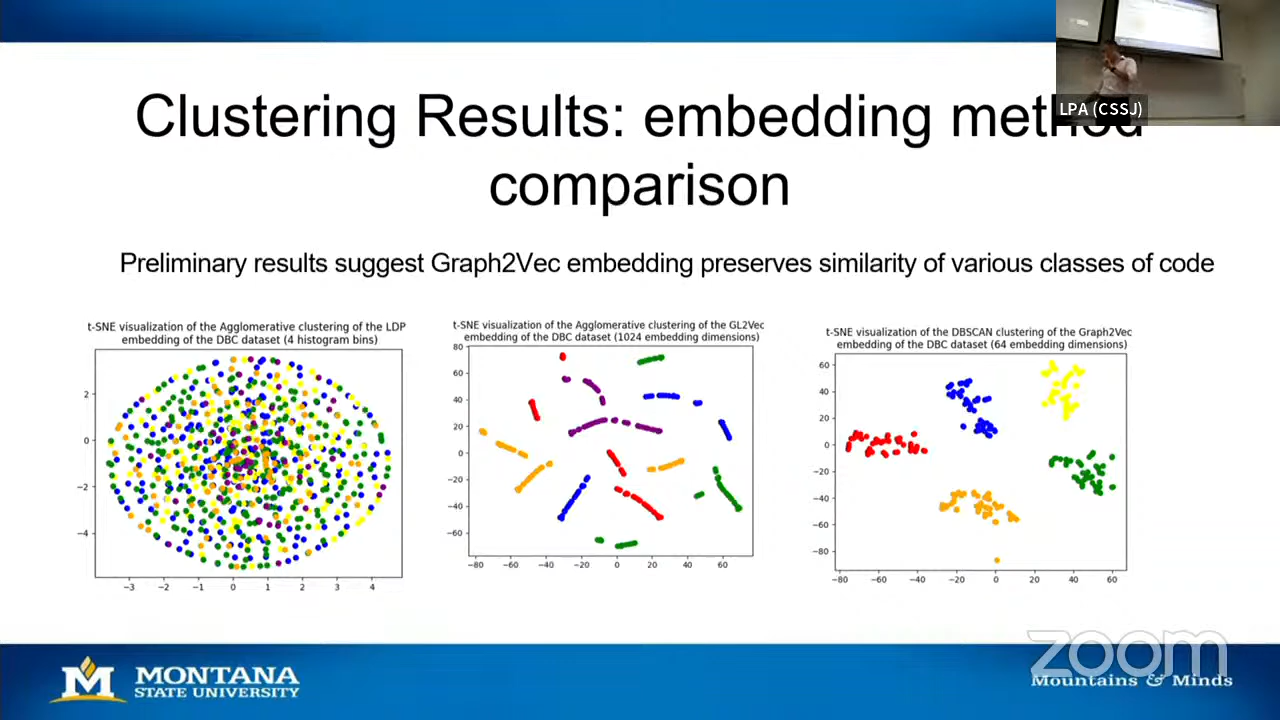 LPA (CSSJ)
Clustering Results: embedding method
comparison
Preliminary results suggest Graph2Vec embedding preserves similarity of various classes of code
t-SNE visualization of the Agglomerative clustering of the LDP
embedding of the DBC dataset (4 histogram bins)
2
0
−2
−4
−3 −2 −1 0 1 2 3 4
t-SNE visualization of the Agglomerative clustering of the GL2Vec
embedding of the DBC dataset (1024 embedding dimensions)
80
60
40
20
0
−20
−40
−60
−80 −60 −40 −20 0 20 40 60
t-SNE visualization of the DBSCAN clustering of the Graph2Vec
embedding of the DBC dataset (64 embedding dimensions)
60
40
20
0
−20
−40
−60
−80
−80 −60 −40 −20 0 20 40 60
zoom
M MONTANA
STATE UNIVERSITY
Mountains & Minds